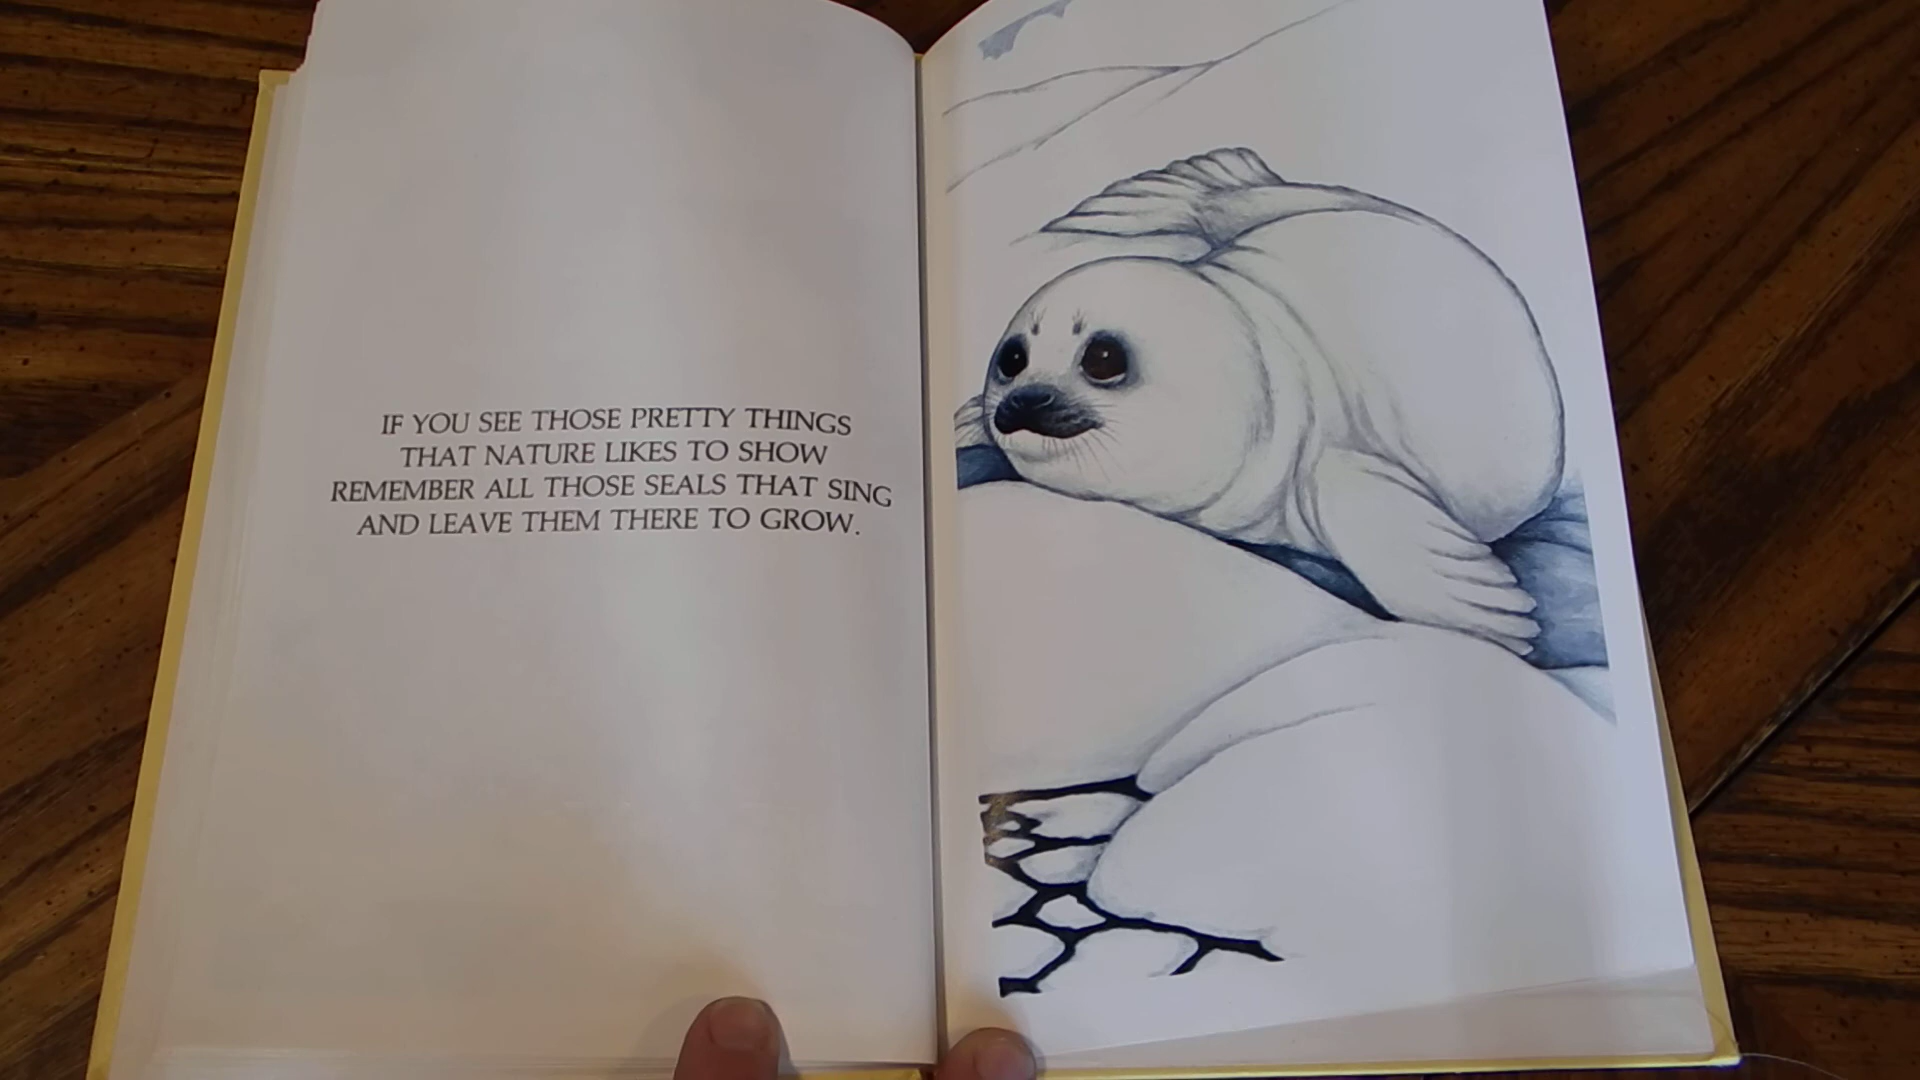 IF YOU SEE THOSE PRETTY THINGS
THAT NATURE LIKES TO SHOW
REMEMBER ALL THOSE SEALS THAT SING
AND LEAVE THEM THERE TO GROW.